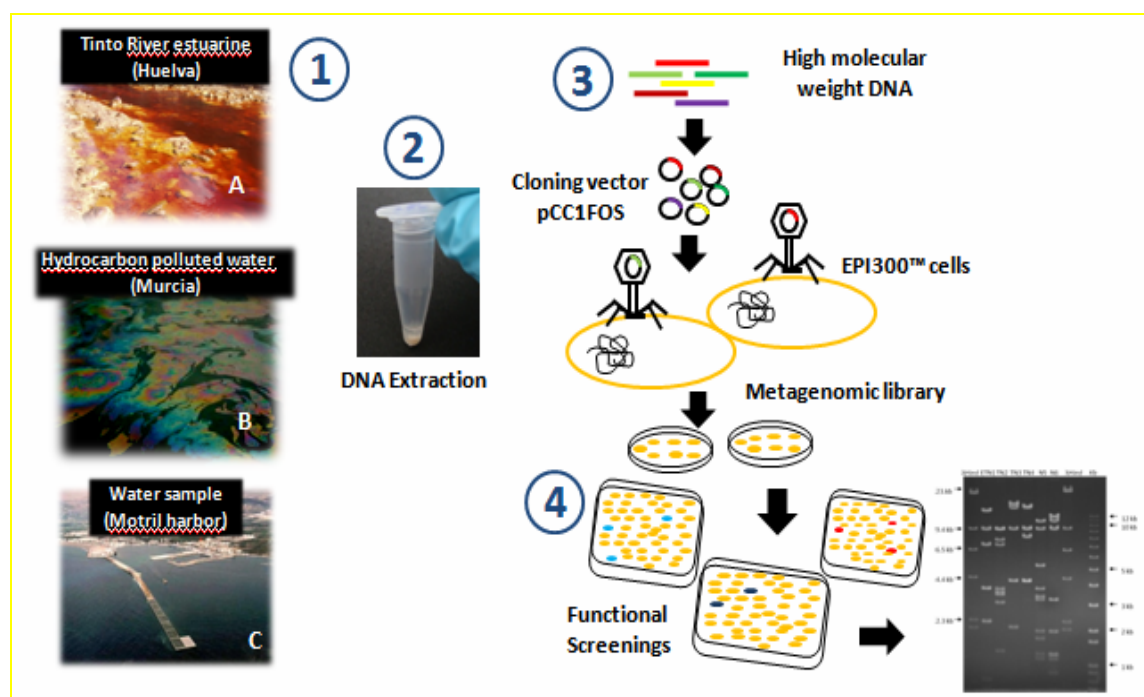 Tinto River estuarine
(Huelva)
A
Hydrocarbon polluted water
(Murcia)
B
Water sample
(Motril harbor)
C
1
2
DNA Extraction
3
High molecular
weight DNA
Cloning vector
pCC1FOS
EPI300™ cells
Metagenomic library
4
Functional
Screenings
23 kb
9.4 kb
6.5 kb
4.4 kb
2.3 kb
12 kb
10 kb
5 kb
3 kb
2 kb
1 kb